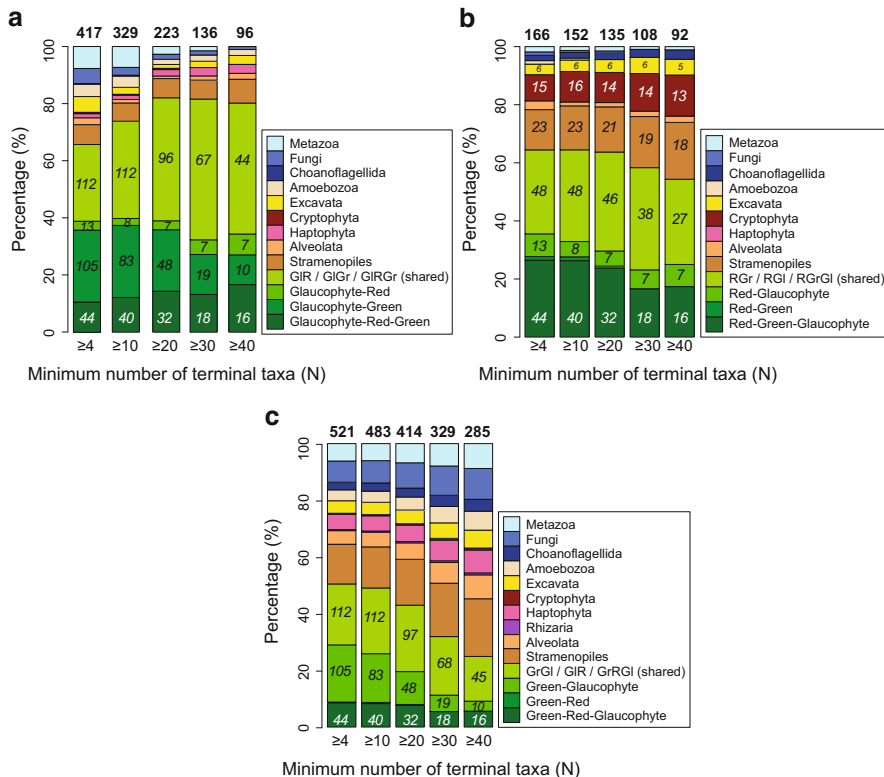 a
417 329 223 136 96
100
80
60
40
20
0
Percentage (%)
112 112 96 67 44
13 8 7 7 7
105 83 48 19 10
44 40 32 18 16
≥4 ≥10 ≥20 ≥30 ≥40
Minimum number of terminal taxa (N)
Metazoa
Fungi
Choanoflagellida
Amoebozoa
Excavata
Cryptophyta
Haptophyta
Alveolata
Stramenopiles
GlR / GlGr / GlRGr (shared)
Glaucophyte-Red
Glaucophyte-Green
Glaucophyte-Red-Green
b
166 152 135 108 92
100
80
60
40
20
0
Percentage (%)
6 6 6 6 5
15 16 14 14 13
23 23 21 19 18
48 48 46 38 27
13 8 7 7 7
44 40 32 18 16
≥4 ≥10 ≥20 ≥30 ≥40
Minimum number of terminal taxa (N)
Metazoa
Fungi
Choanoflagellida
Amoebozoa
Excavata
Cryptophyta
Haptophyta
Alveolata
Stramenopiles
RGr / RGl / RGrGl (shared)
Red-Glaucophyte
Red-Green
Red-Green-Glaucophyte
c
521 483 414 329 285
100
80
60
40
20
0
Percentage (%)
112 112 97 68 45
105 83 48 19 10
44 40 32 18 16
≥4 ≥10 ≥20 ≥30 ≥40
Minimum number of terminal taxa (N)
Metazoa
Fungi
Choanoflagellida
Amoebozoa
Excavata
Cryptophyta
Haptophyta
Rhizaria
Alveolata
Stramenopiles
GrGl / GlR / GrRGl (shared)
Green-Glaucophyte
Green-Red
Green-Red-Glaucophyte